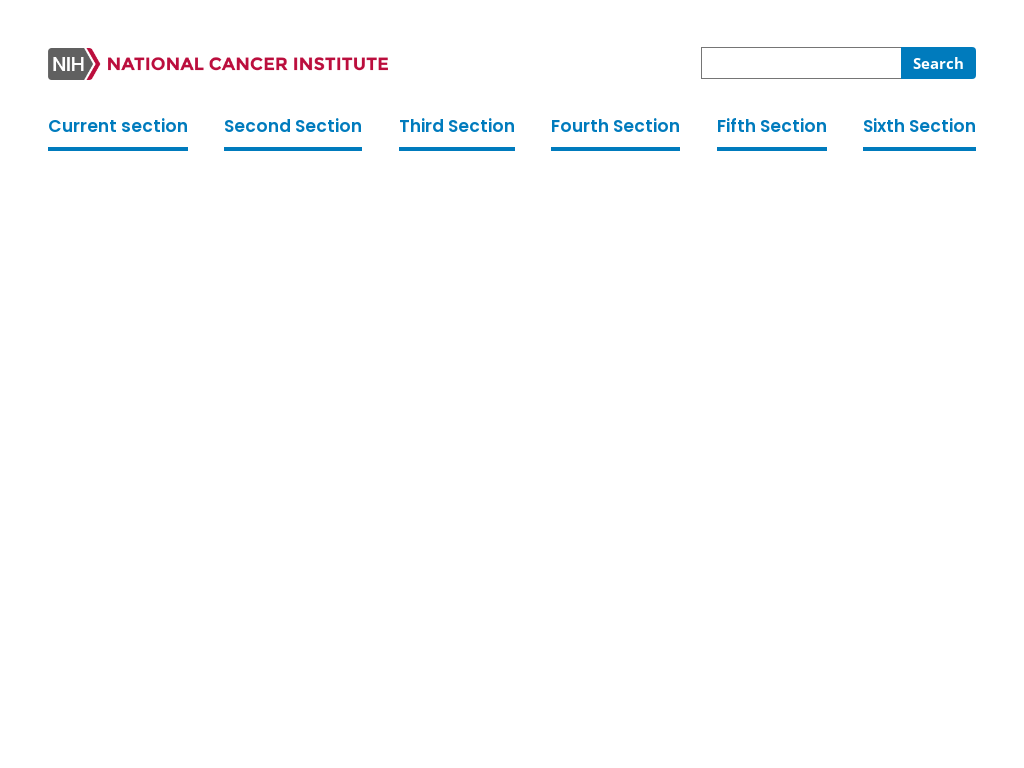 NIH NATIONAL CANCER INSTITUTE
Search
Current section Second Section Third Section Fourth Section Fifth Section Sixth Section